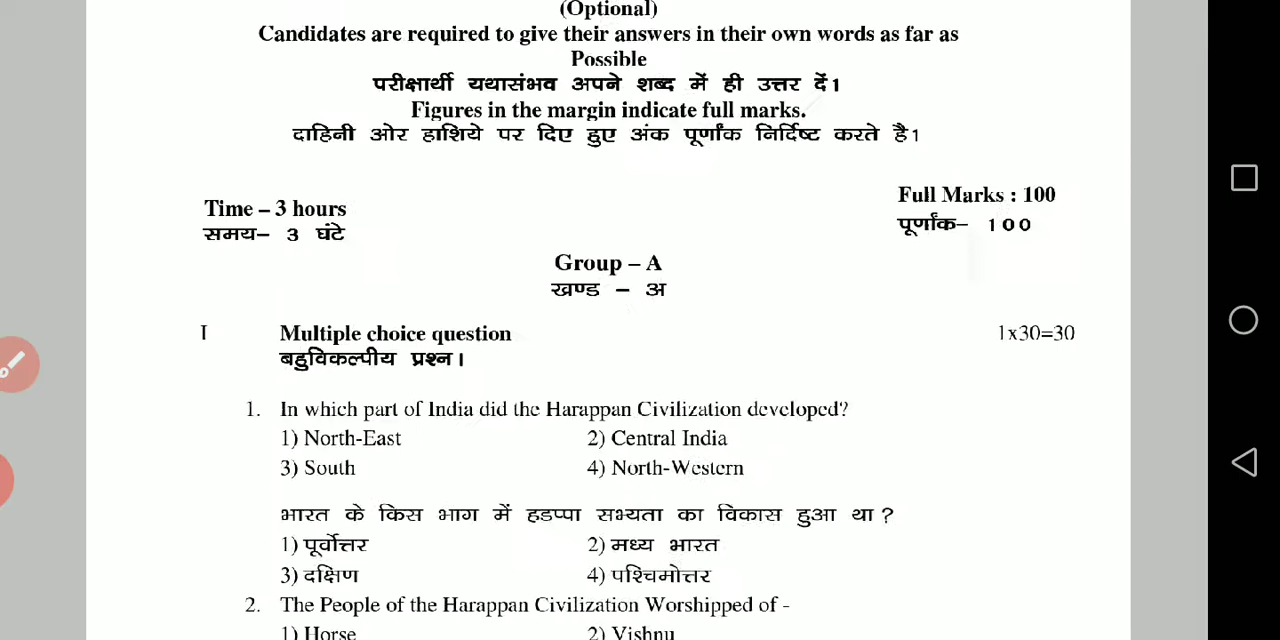 (Optional)
Candidates are required to give their answers in their own words as far as
Possible
परीक्षार्थी यथासंभव अपने शब्द में ही उत्तर दें।
Figures in the margin indicate full marks.
दाहिनी ओर हाशिये पर दिए हुए अंक पूर्णांक निर्दिष्ट करते है।
Time – 3 hours
Full Marks : 100
समय– 3 घंटे
पूर्णांक– 100
Group – A
खण्ड – अ
I Multiple choice question 1x30=30
बहुविकल्पीय प्रश्न।
1. In which part of India did the Harappan Civilization developed?
1) North-East 2) Central India
3) South 4) North-Western
भारत के किस भाग में हडप्पा सभ्यता का विकास हुआ था ?
1) पूर्वोत्तर 2) मध्य भारत
3) दक्षिण 4) पश्चिमोत्तर
2. The People of the Harappan Civilization Worshipped of -
1) Horse 2) Vishnu